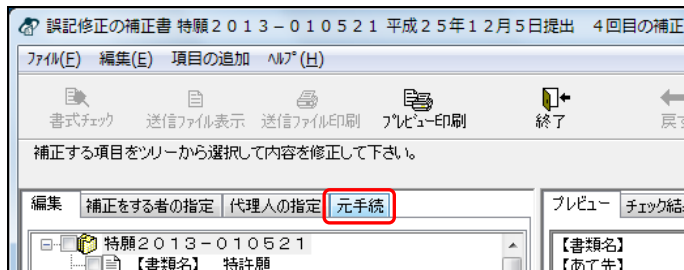 誤記修正の補正書 特願２０１３－０１０５２１ 平成２５年１２月５日提出　４回目の補正
ﾌｧｲﾙ(F) 編集(E) 項目の追加 ﾍﾙﾌﾟ(H)
書式ﾁｪｯｸ 送信ﾌｧｲﾙ表示 送信ﾌｧｲﾙ印刷 ﾌﾟﾚﾋﾞｭｰ印刷 終了 戻す
補正する項目をツリーから選択して内容を修正して下さい。
編集 補正をする者の指定 代理人の指定 元手続 プレビュー チェック結
特願２０１３－０１０５２１ 【書類名】
【書類名】 特許願 【あて先】